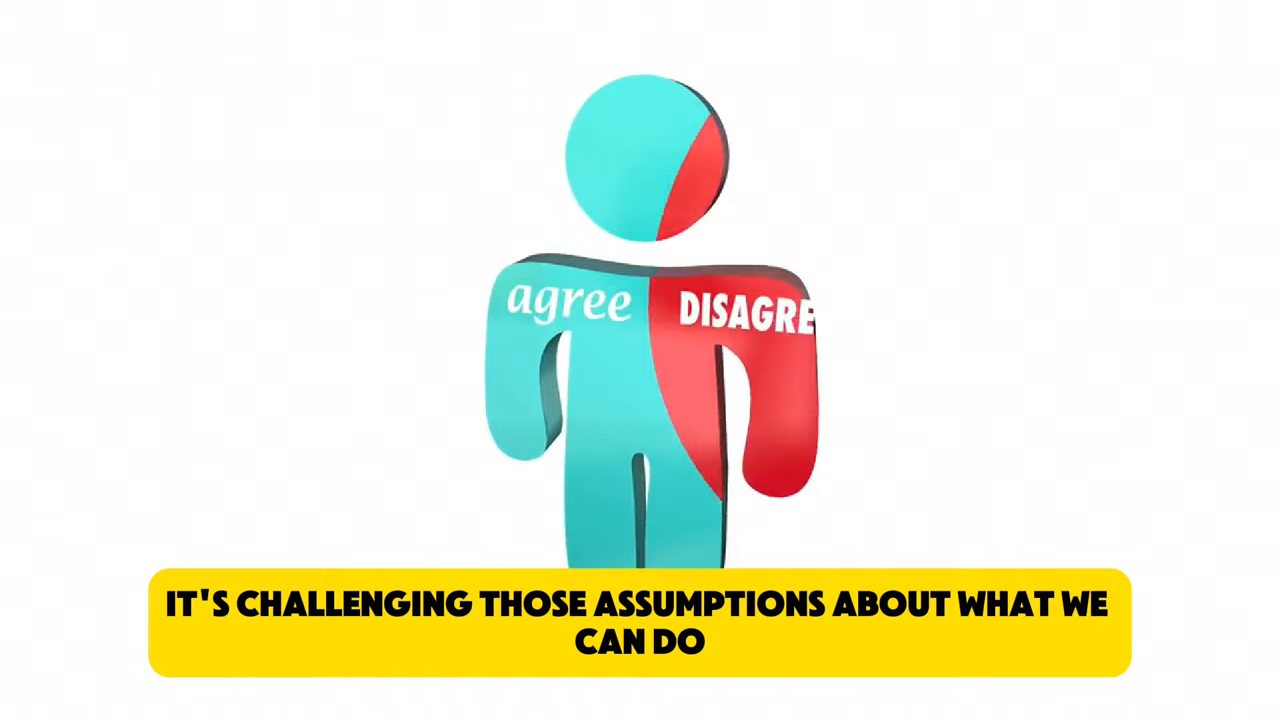 agree
DISAGRE
IT'S CHALLENGING THOSE ASSUMPTIONS ABOUT WHAT WE
CAN DO